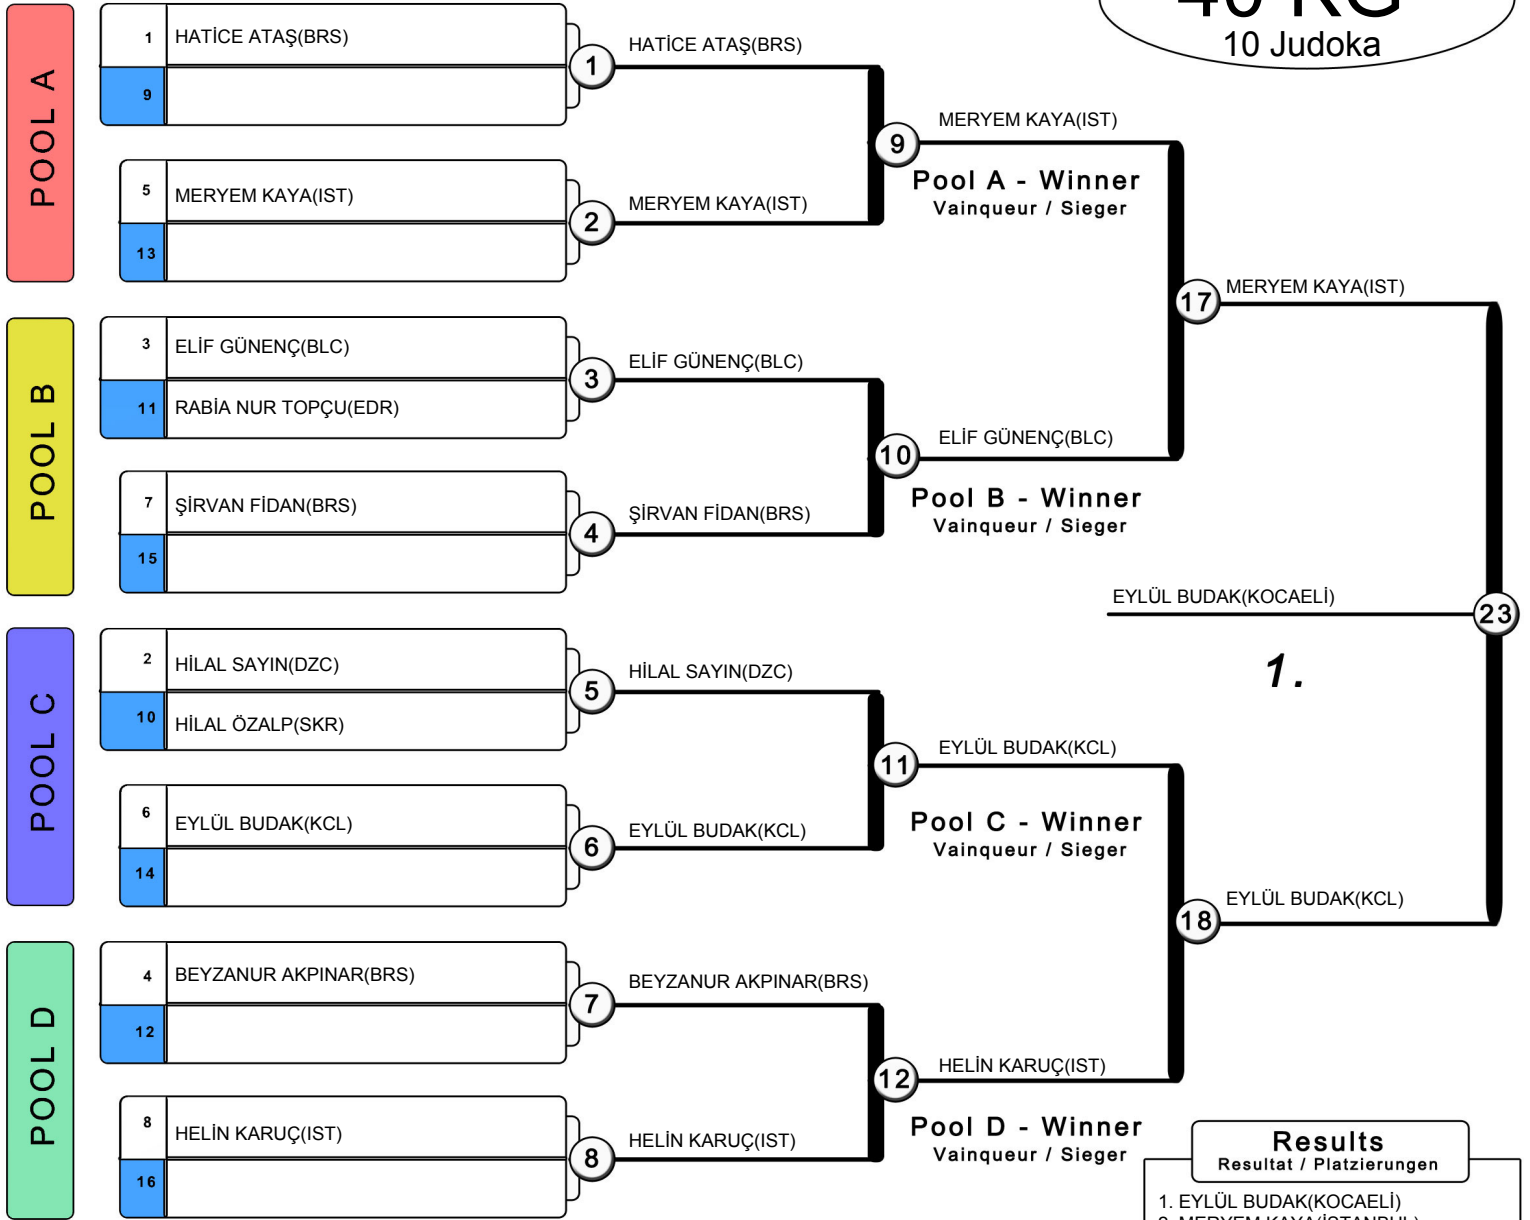 40 KG
10 Judoka
POOL A
1 HATİCE ATAŞ(BRS)
9
5 MERYEM KAYA(IST)
13
1
HATİCE ATAŞ(BRS)
2
MERYEM KAYA(IST)
9
MERYEM KAYA(IST)
Pool A - Winner
Vainqueur / Sieger
POOL B
3 ELİF GÜNENÇ(BLC)
11 RABİA NUR TOPÇU(EDR)
7 ŞİRVAN FİDAN(BRS)
15
3
ELİF GÜNENÇ(BLC)
4
ŞİRVAN FİDAN(BRS)
10
ELİF GÜNENÇ(BLC)
Pool B - Winner
Vainqueur / Sieger
17
MERYEM KAYA(IST)
POOL C
2 HİLAL SAYIN(DZC)
10 HİLAL ÖZALP(SKR)
6 EYLÜL BUDAK(KCL)
14
5
HİLAL SAYIN(DZC)
6
EYLÜL BUDAK(KCL)
11
EYLÜL BUDAK(KCL)
Pool C - Winner
Vainqueur / Sieger
POOL D
4 BEYZANUR AKPINAR(BRS)
12
8 HELİN KARUÇ(IST)
16
7
BEYZANUR AKPINAR(BRS)
8
HELİN KARUÇ(IST)
12
HELİN KARUÇ(IST)
Pool D - Winner
Vainqueur / Sieger
18
EYLÜL BUDAK(KCL)
EYLÜL BUDAK(KOCAELİ)
23
1.
Results
Resultat / Platzierungen
1. EYLÜL BUDAK(KOCAELİ)
2. MERYEM KAYA(İSTANBUL)